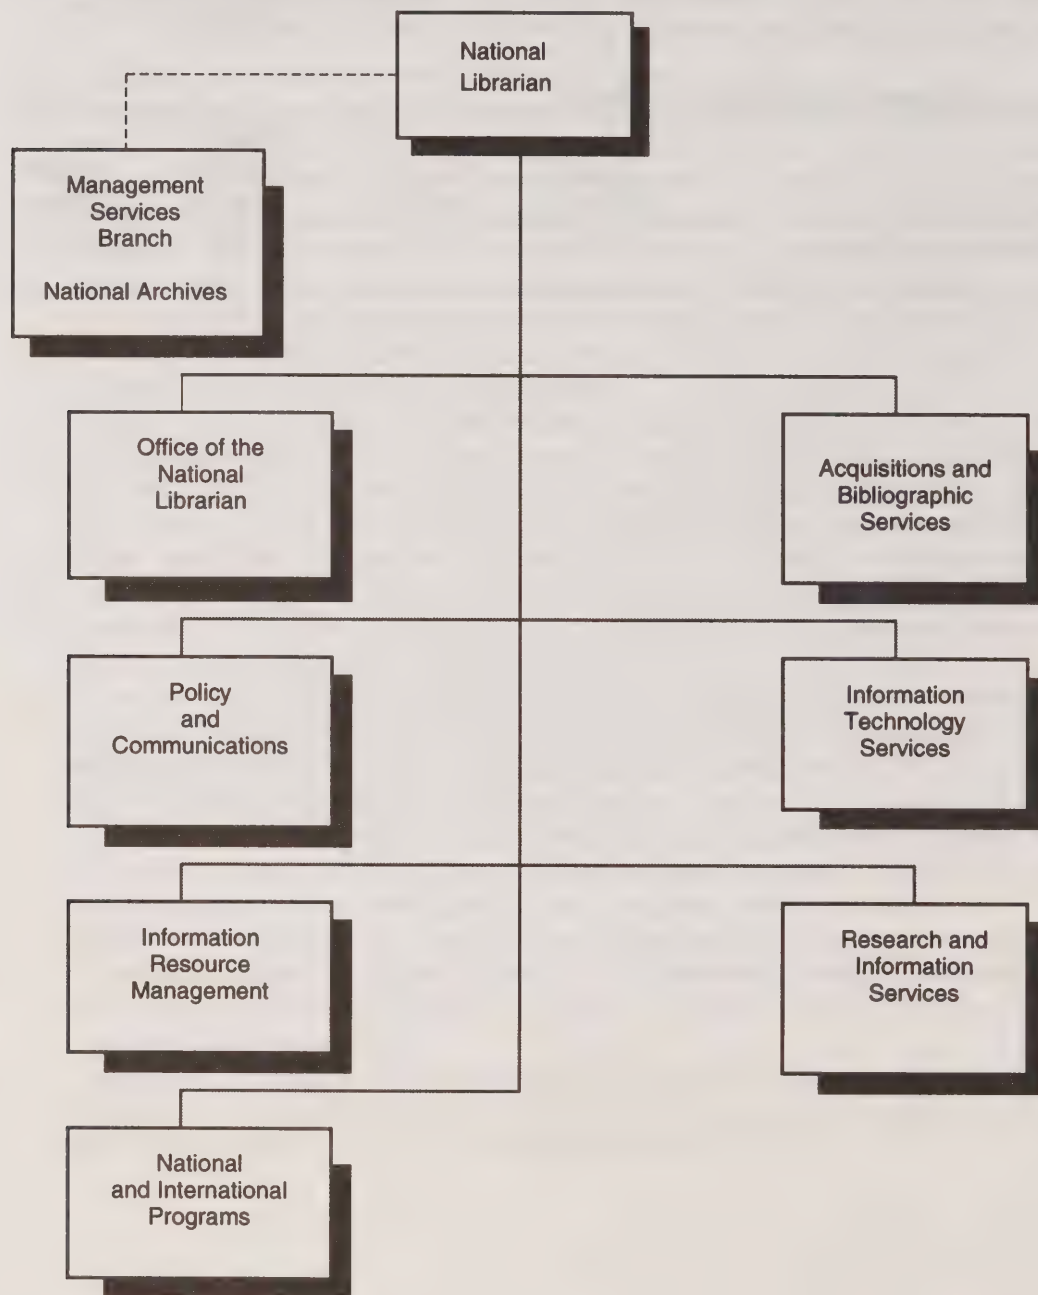 National
Librarian
Management
Services
Branch
National Archives
Office of the
National
Librarian
Acquisitions and
Bibliographic
Services
Policy
and
Communications
Information
Technology
Services
Information
Resource
Management
Research and
Information
Services
National
and International
Programs